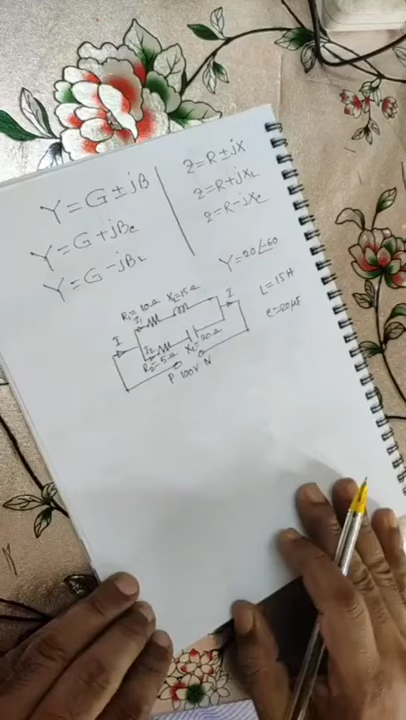 Y = G ± jB
Y = G + jBc
Y = G - jBL
Z = R ± jX
Z = R + jXL
Z = R - jXc
Y = 20∠-60
L = 15H
C = 80μF
R1 = 10Ω XL = 15Ω
I1
I
I
I2
R2 = 5Ω Xc = 20Ω
P 100V N